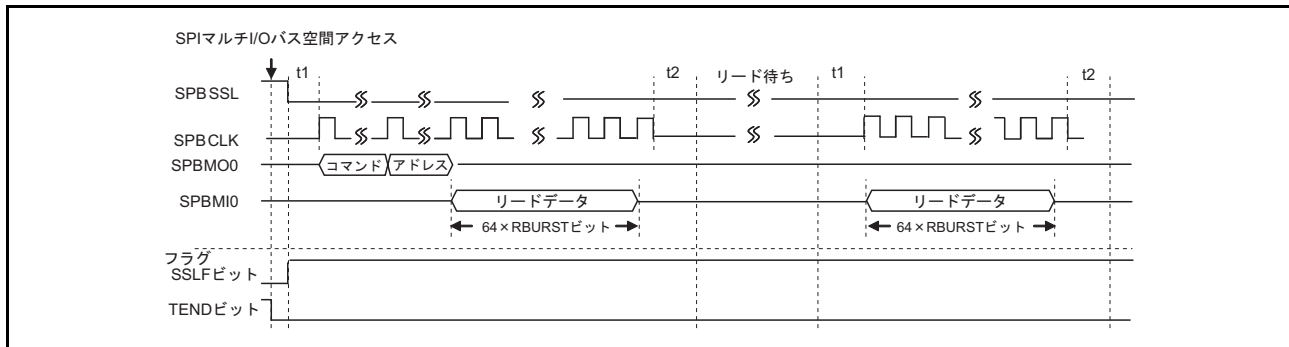 SPIマルチI/Oバス空間アクセス
t1 t2 リード待ち t1 t2
SPBSSL
SPBCLK
SPBMO0 コマンド アドレス
SPBMI0 リードデータ リードデータ
64×RBURSTビット 64×RBURSTビット
フラグ
SSLFビット
TENDビット